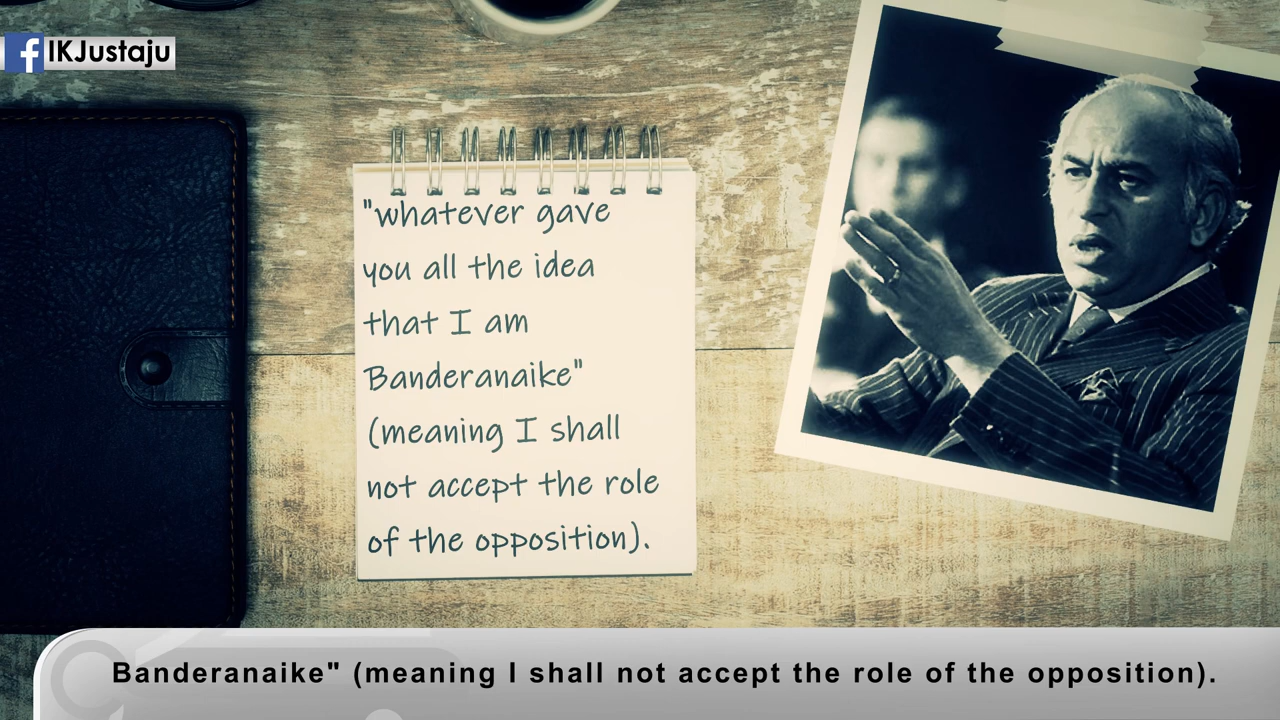 IKJustaju
"whatever gave
you all the idea
that I am
Banderanaike"
(meaning I shall
not accept the role
of the opposition).
Banderanaike" (meaning I shall not accept the role of the opposition).